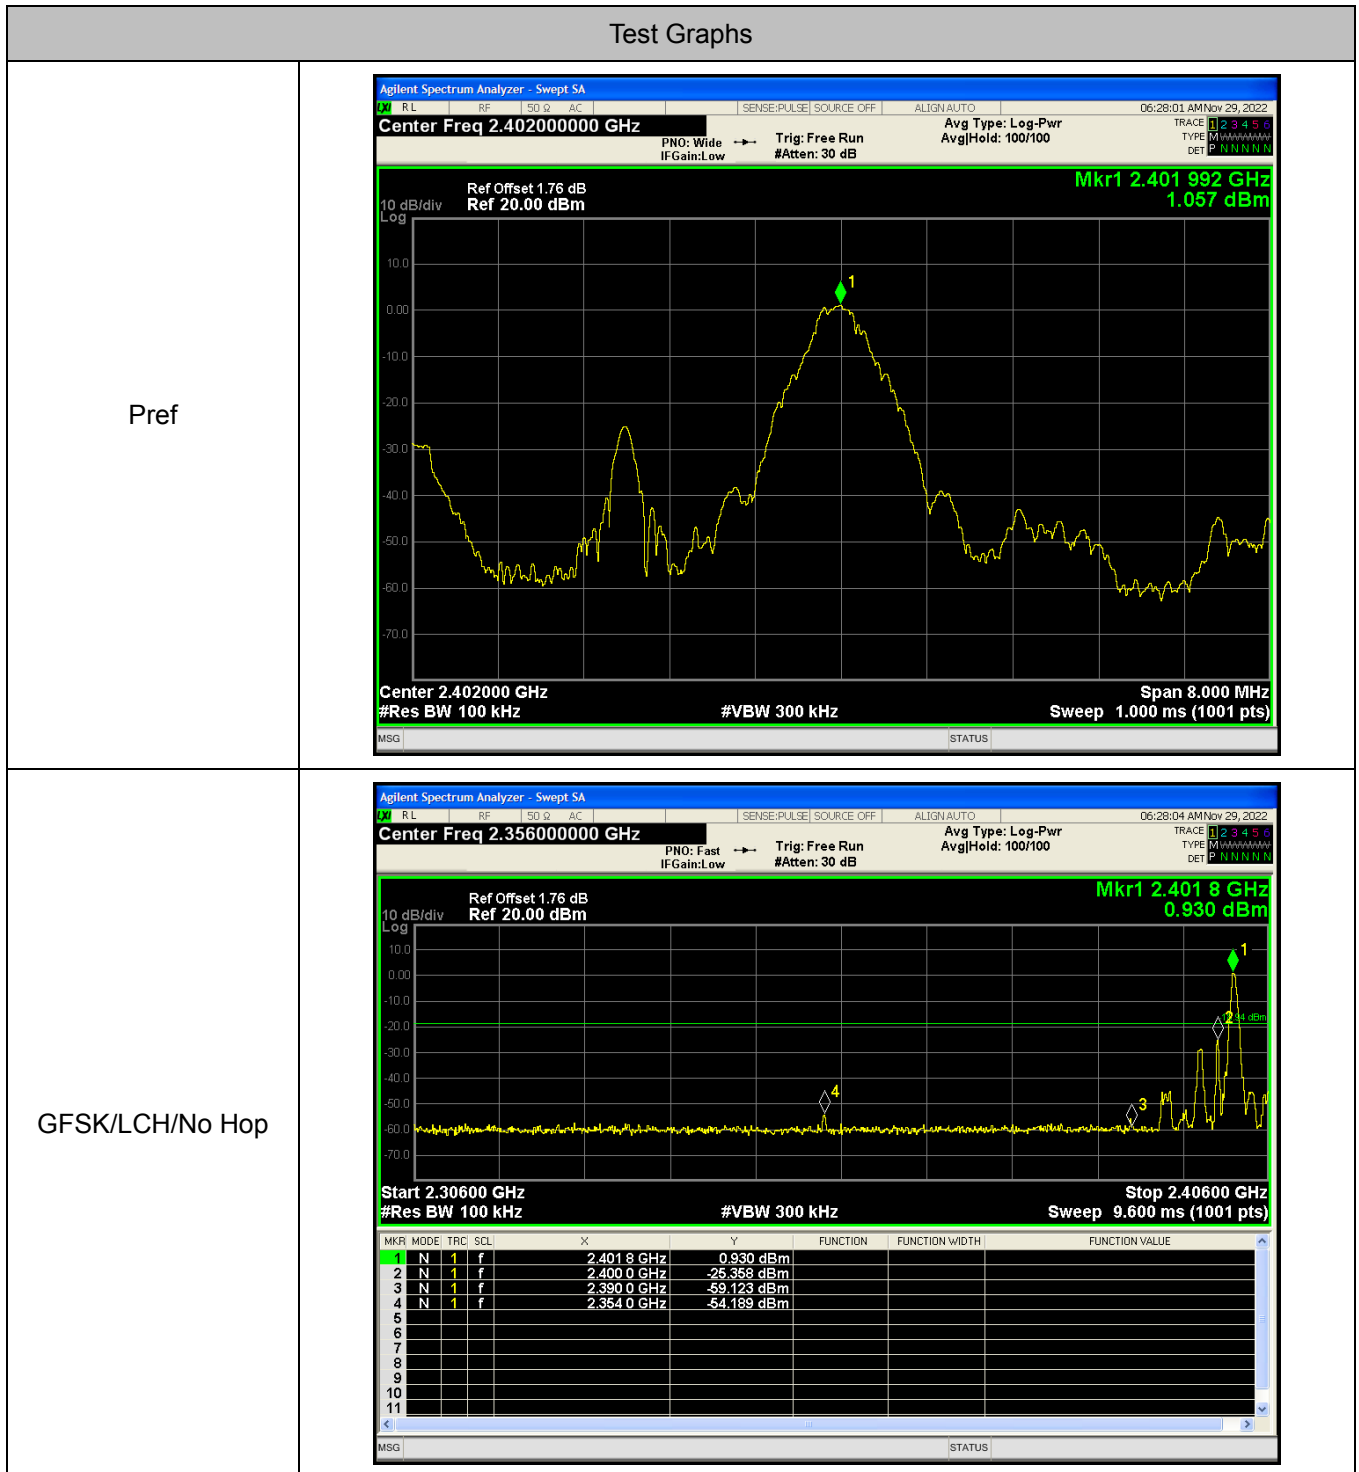 Test Graphs
Pref
Agilent Spectrum Analyzer - Swept SA
LXI RL RF 50 Ω AC SENSE:PULSE SOURCE OFF ALIGN AUTO 06:28:01 AM Nov 29, 2022
Center Freq 2.402000000 GHz
PNO: Wide
IFGain:Low
Trig: Free Run
#Atten: 30 dB
Avg Type: Log-Pwr
Avg|Hold: 100/100
TRACE 1 2 3 4 5 6
TYPE M
DET P N N N N N
Mkr1 2.401 992 GHz
1.057 dBm
Ref Offset 1.76 dB
10 dB/div Ref 20.00 dBm
Log
10.0
1
0.00
-10.0
-20.0
-30.0
-40.0
-50.0
-60.0
-70.0
Center 2.402000 GHz Span 8.000 MHz
#Res BW 100 kHz #VBW 300 kHz Sweep 1.000 ms (1001 pts)
MSG STATUS
GFSK/LCH/No Hop
Agilent Spectrum Analyzer - Swept SA
LXI RL RF 50 Ω AC SENSE:PULSE SOURCE OFF ALIGN AUTO 06:28:04 AM Nov 29, 2022
Center Freq 2.356000000 GHz
PNO: Fast
IFGain:Low
Trig: Free Run
#Atten: 30 dB
Avg Type: Log-Pwr
Avg|Hold: 100/100
TRACE 1 2 3 4 5 6
TYPE M
DET P N N N N N
Mkr1 2.401 8 GHz
0.930 dBm
Ref Offset 1.76 dB
10 dB/div Ref 20.00 dBm
Log
10.0
1
0.00
-10.0
2
-20.0
-30.0
-40.0
4
-50.0
3
-60.0
-70.0
Start 2.30600 GHz Stop 2.40600 GHz
#Res BW 100 kHz #VBW 300 kHz Sweep 9.600 ms (1001 pts)
MKR MODE TRC SCL X Y FUNCTION FUNCTION WIDTH FUNCTION VALUE
1 N 1 f 2.401 8 GHz 0.930 dBm
2 N 1 f 2.400 0 GHz -25.358 dBm
3 N 1 f 2.390 0 GHz -59.123 dBm
4 N 1 f 2.354 0 GHz -54.189 dBm
5
6
7
8
9
10
11
MSG STATUS